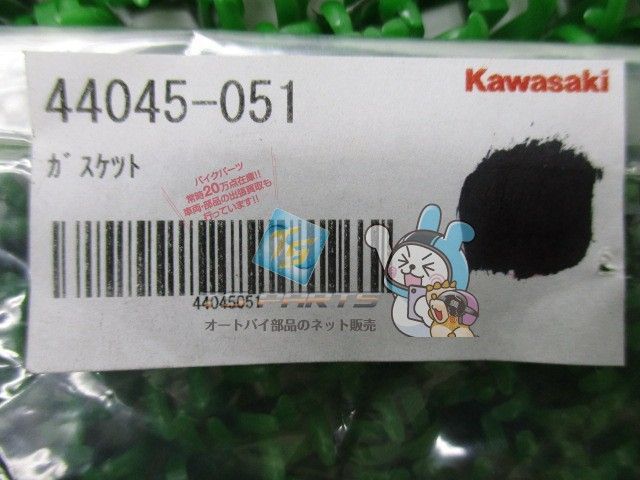 44045-051
Kawasaki
ガスケツト
バイクパーツ
常時20万点在庫!!
車両・部品の出張買取も
行っています!!
44045051
PARTS
オートバイ部品のネット販売